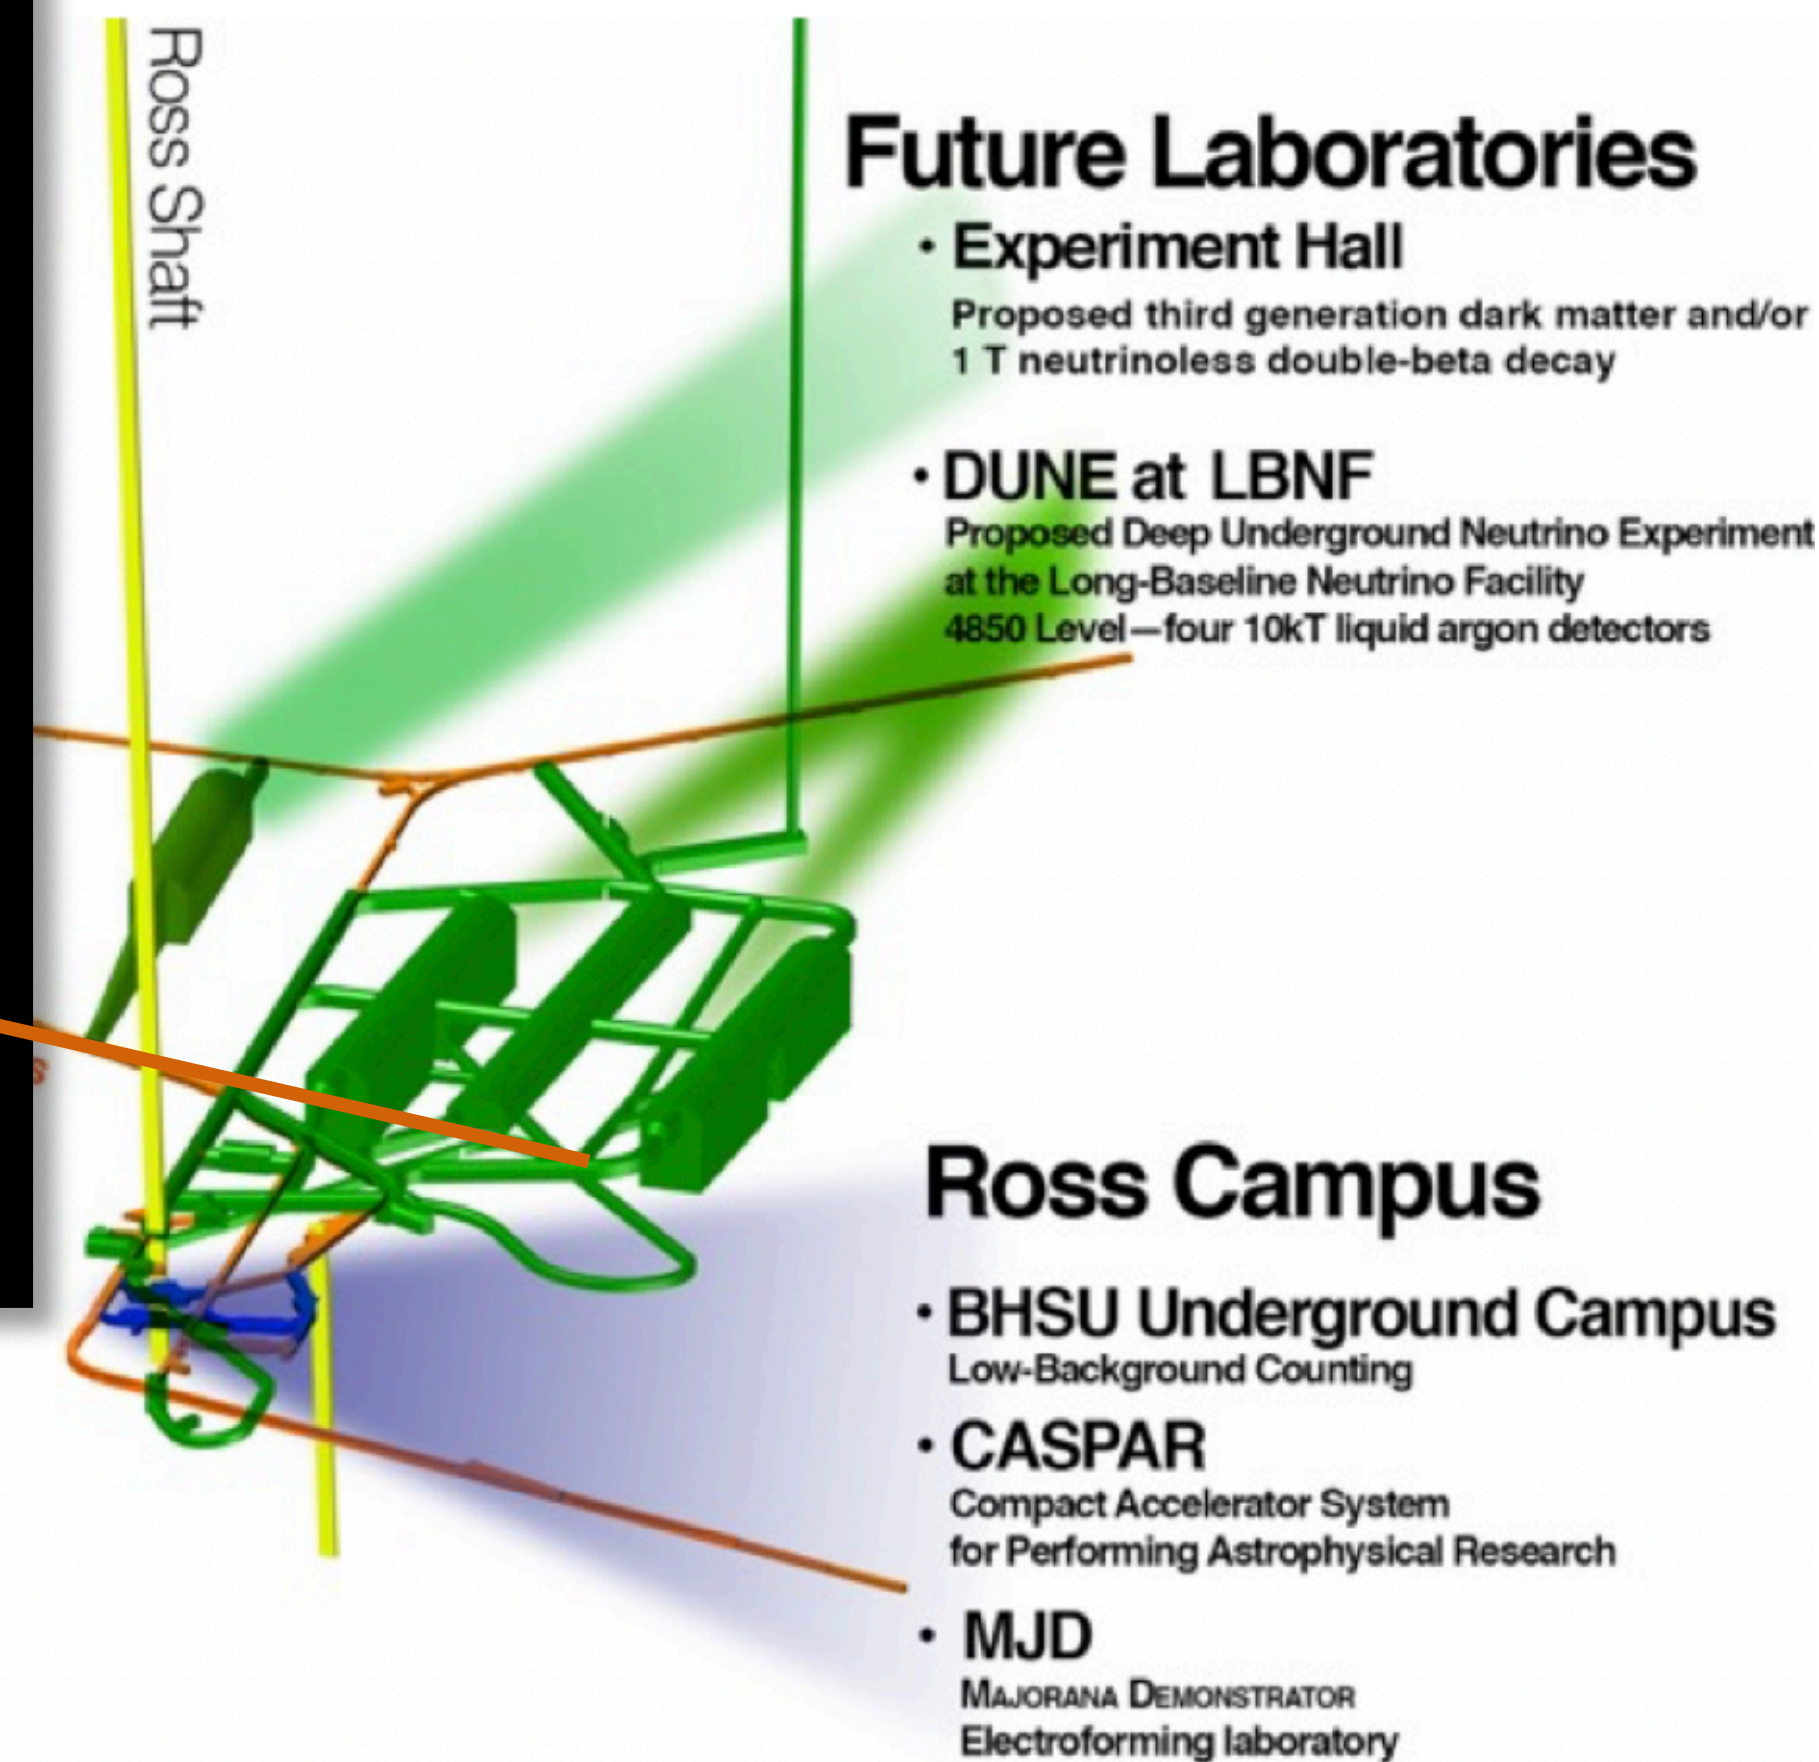 Ross Shaft
Future Laboratories
• Experiment Hall
Proposed third generation dark matter and/or
1 T neutrinoless double-beta decay
• DUNE at LBNF
Proposed Deep Underground Neutrino Experiment
at the Long-Baseline Neutrino Facility
4850 Level—four 10kT liquid argon detectors
s
Ross Campus
• BHSU Underground Campus
Low-Background Counting
• CASPAR
Compact Accelerator System
for Performing Astrophysical Research
• MJD
MAJORANA DEMONSTRATOR
Electroforming laboratory